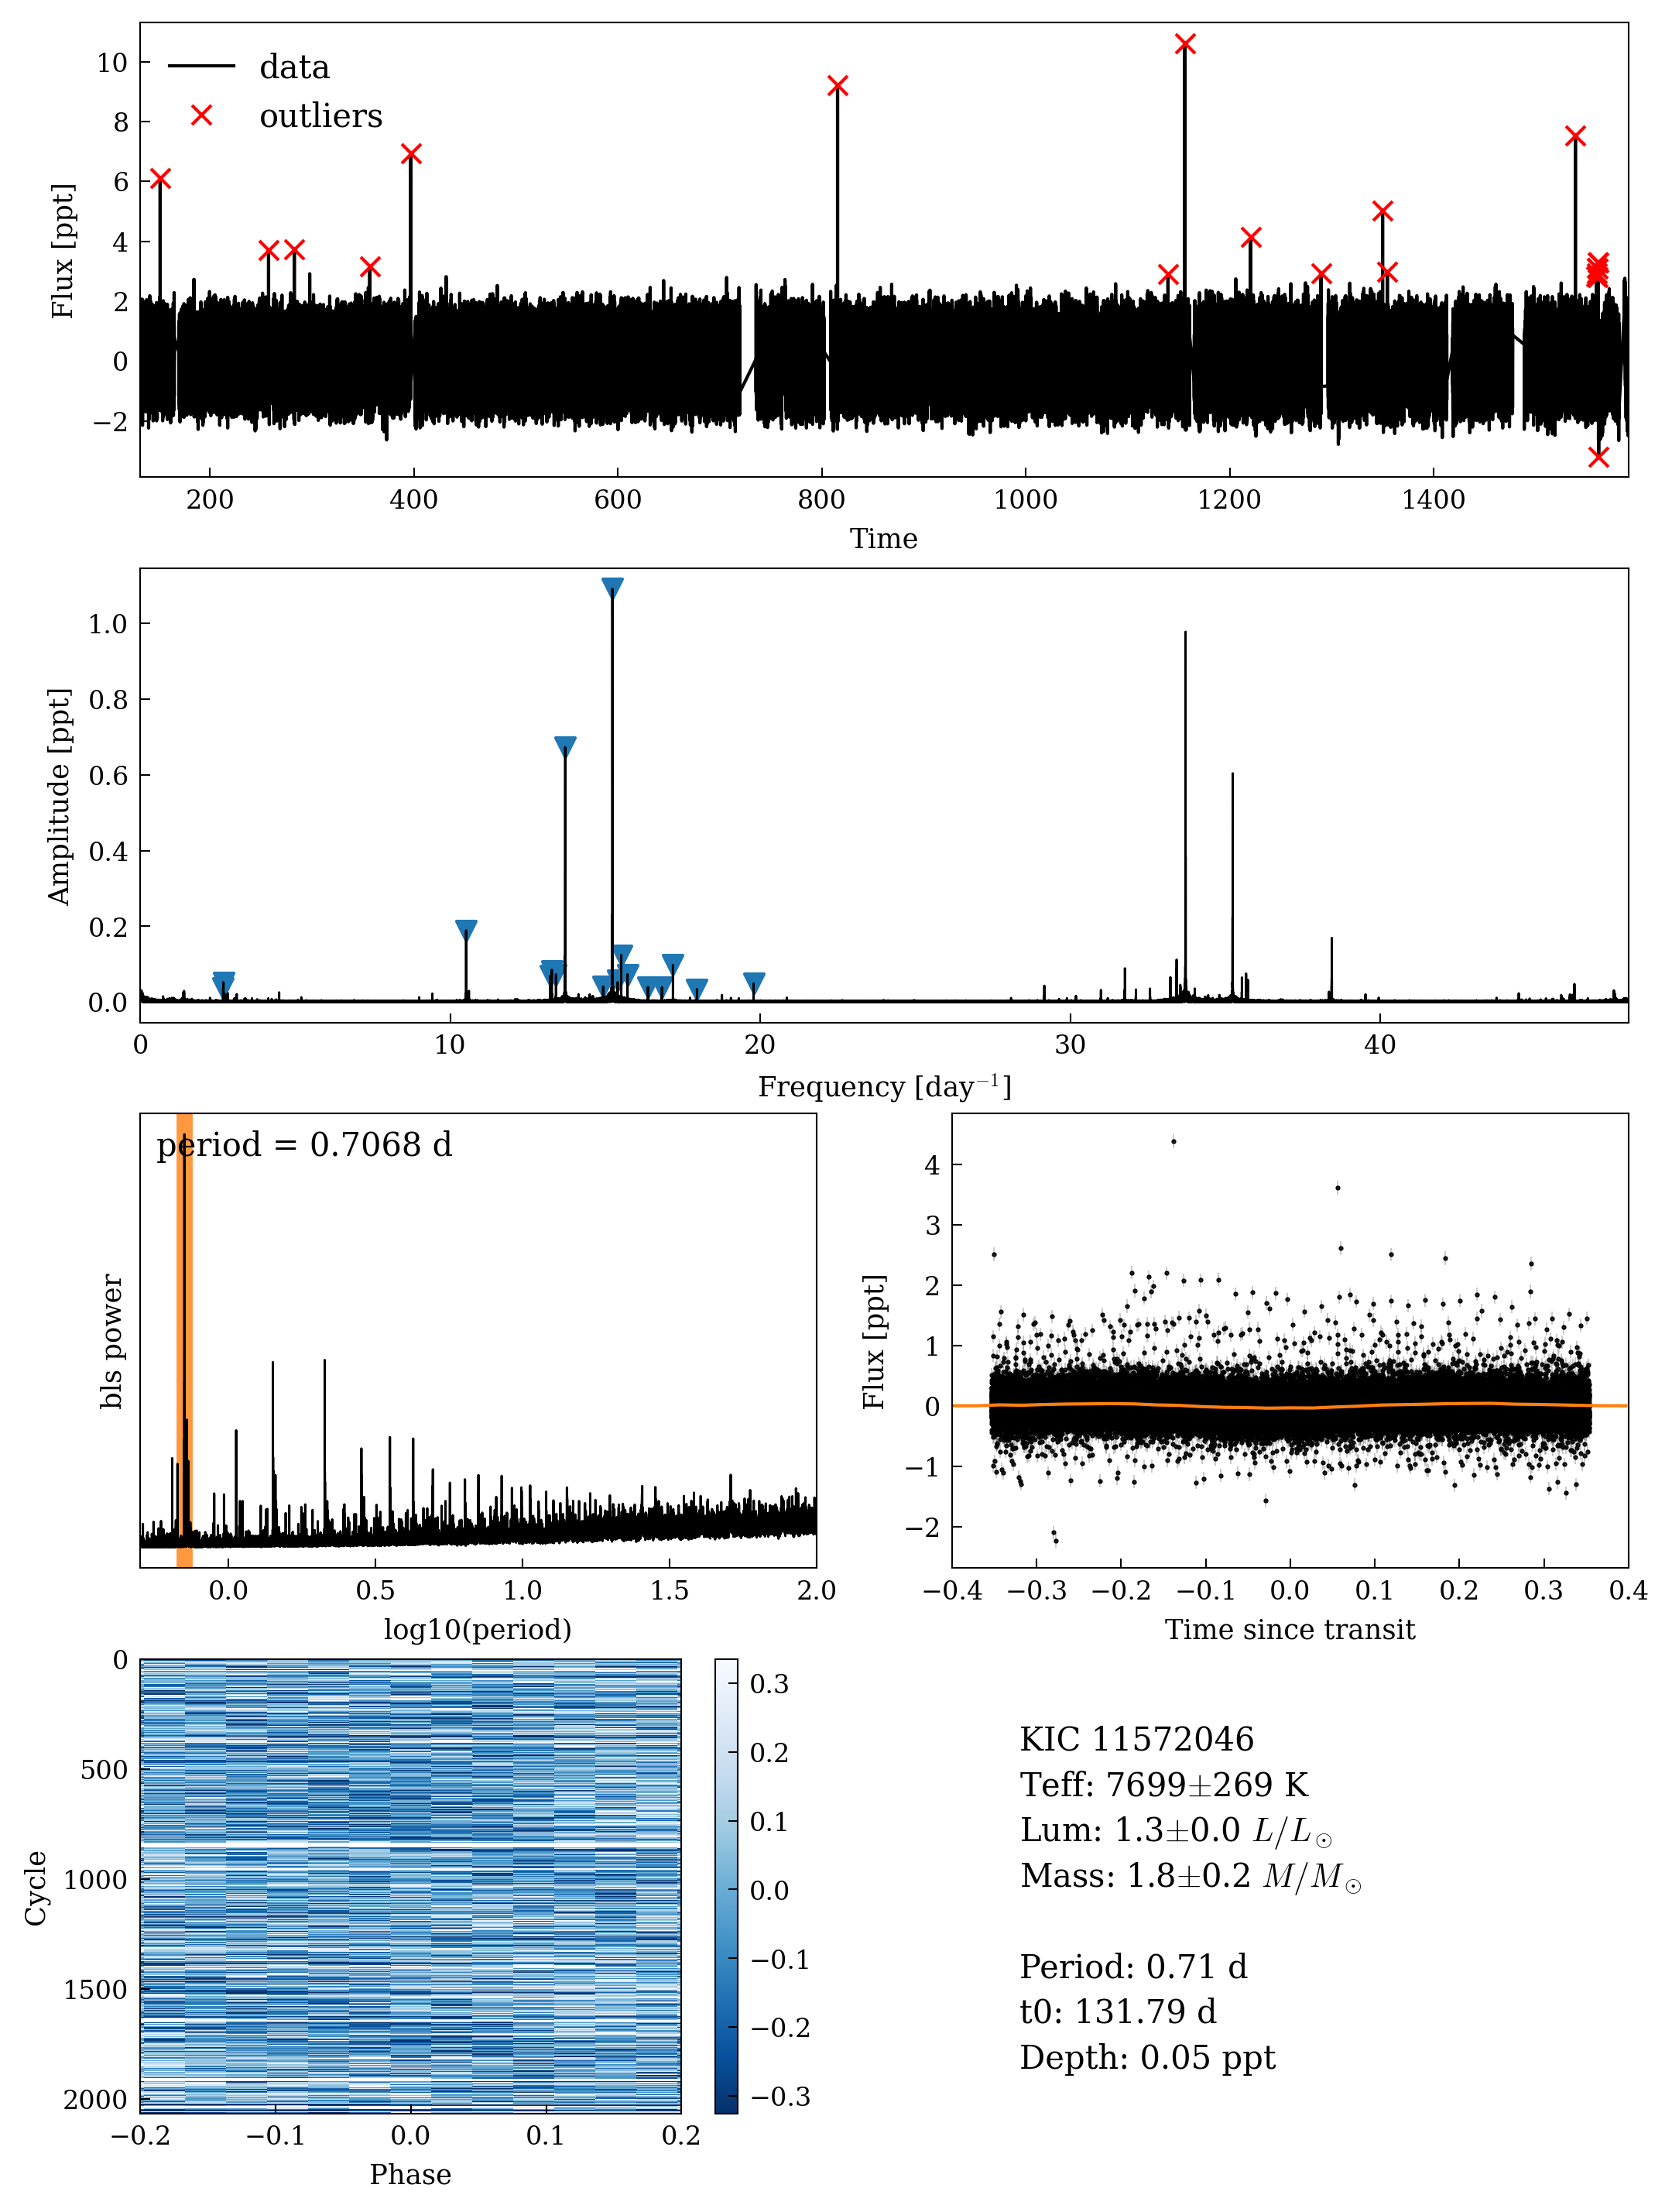 data
outliers
10
8
6
4
2
0
−2
Flux [ppt]
200 400 600 800 1000 1200 1400
Time
1.0
0.8
0.6
0.4
0.2
0.0
Amplitude [ppt]
0 10 20 30 40
Frequency [day⁻¹]
period = 0.7068 d
bls power
0.0 0.5 1.0 1.5 2.0
log10(period)
4
3
2
1
0
−1
−2
Flux [ppt]
−0.4 −0.3 −0.2 −0.1 0.0 0.1 0.2 0.3 0.4
Time since transit
0
500
1000
1500
2000
Cycle
−0.2 −0.1 0.0 0.1 0.2
Phase
0.3
0.2
0.1
0.0
−0.1
−0.2
−0.3
KIC 11572046
Teff: 7699±269 K
Lum: 1.3±0.0 L/L⊙
Mass: 1.8±0.2 M/M⊙
Period: 0.71 d
t0: 131.79 d
Depth: 0.05 ppt